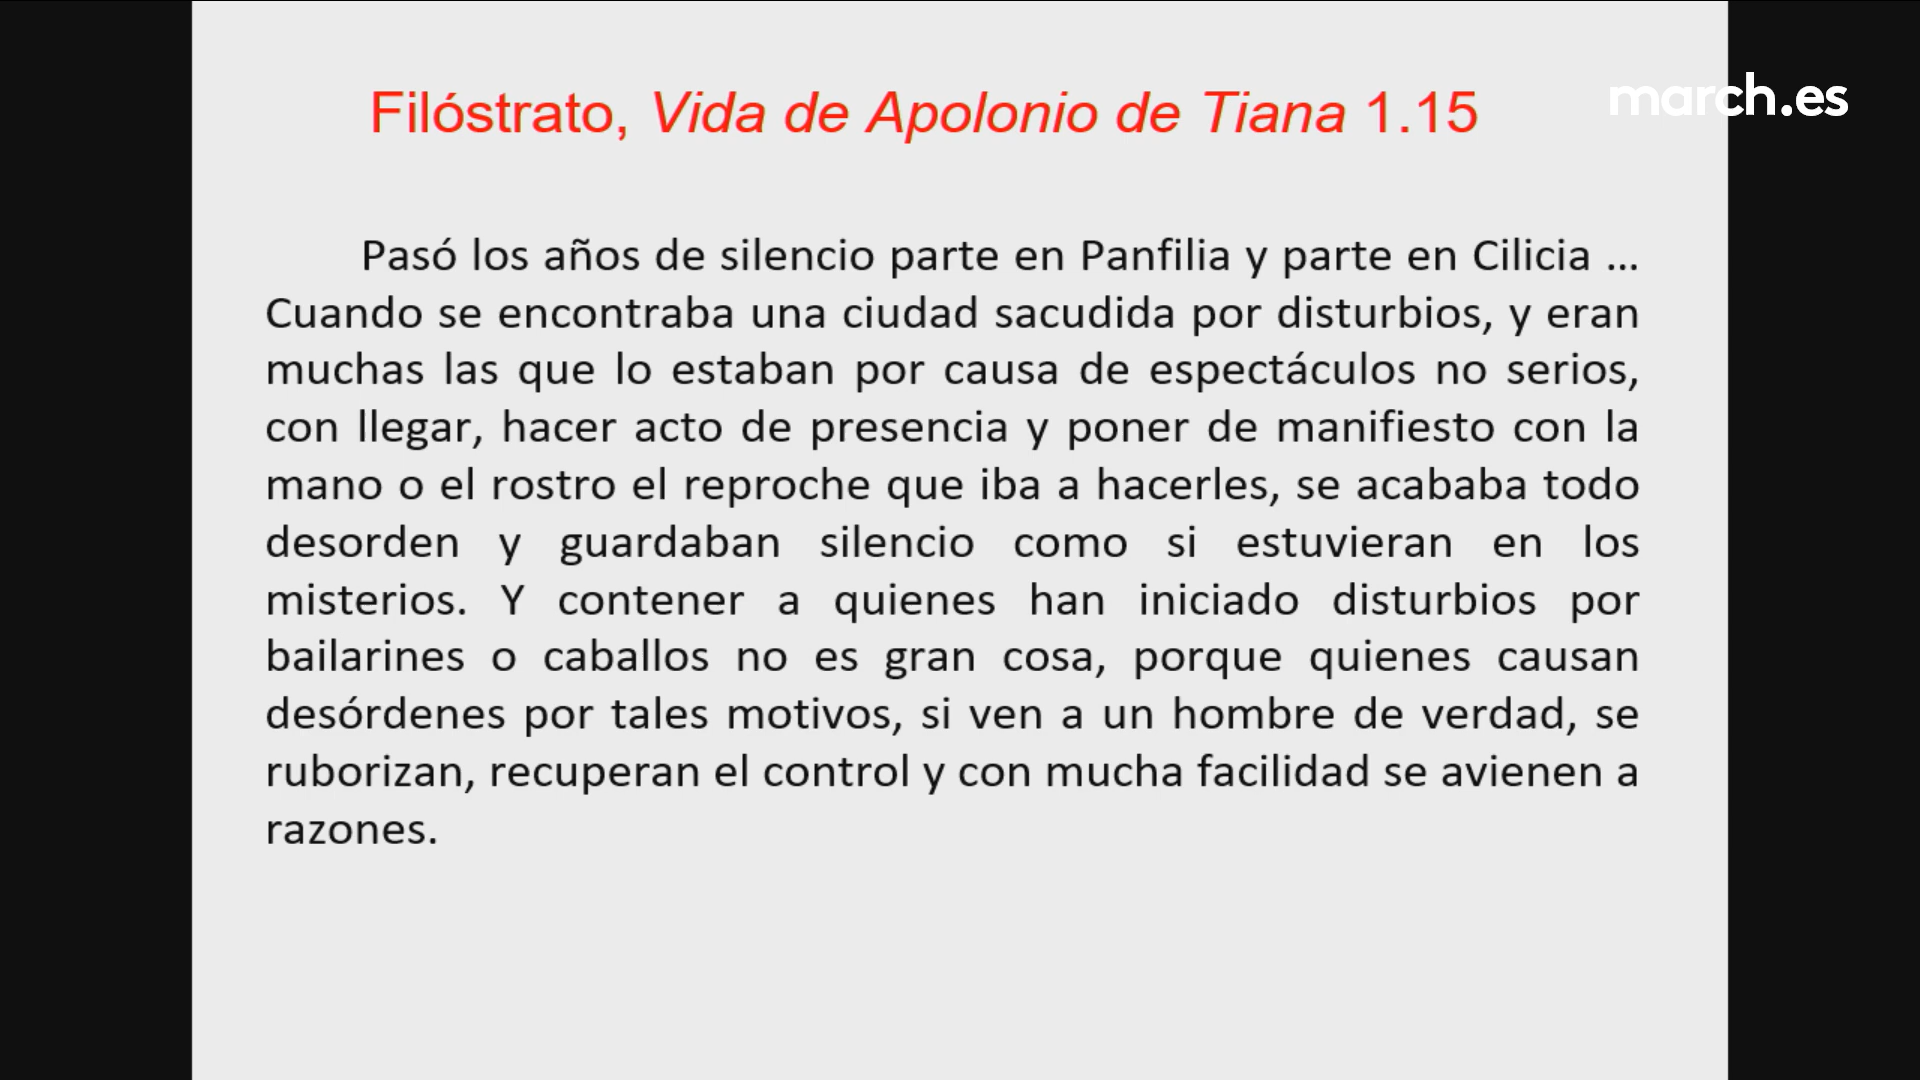 Filóstrato, Vida de Apolonio de Tiana 1.15
march.es
Pasó los años de silencio parte en Panfilia y parte en Cilicia ...
Cuando se encontraba una ciudad sacudida por disturbios, y eran
muchas las que lo estaban por causa de espectáculos no serios,
con llegar, hacer acto de presencia y poner de manifiesto con la
mano o el rostro el reproche que iba a hacerles, se acababa todo
desorden y guardaban silencio como si estuvieran en los
misterios. Y contener a quienes han iniciado disturbios por
bailarines o caballos no es gran cosa, porque quienes causan
desórdenes por tales motivos, si ven a un hombre de verdad, se
ruborizan, recuperan el control y con mucha facilidad se avienen a
razones.